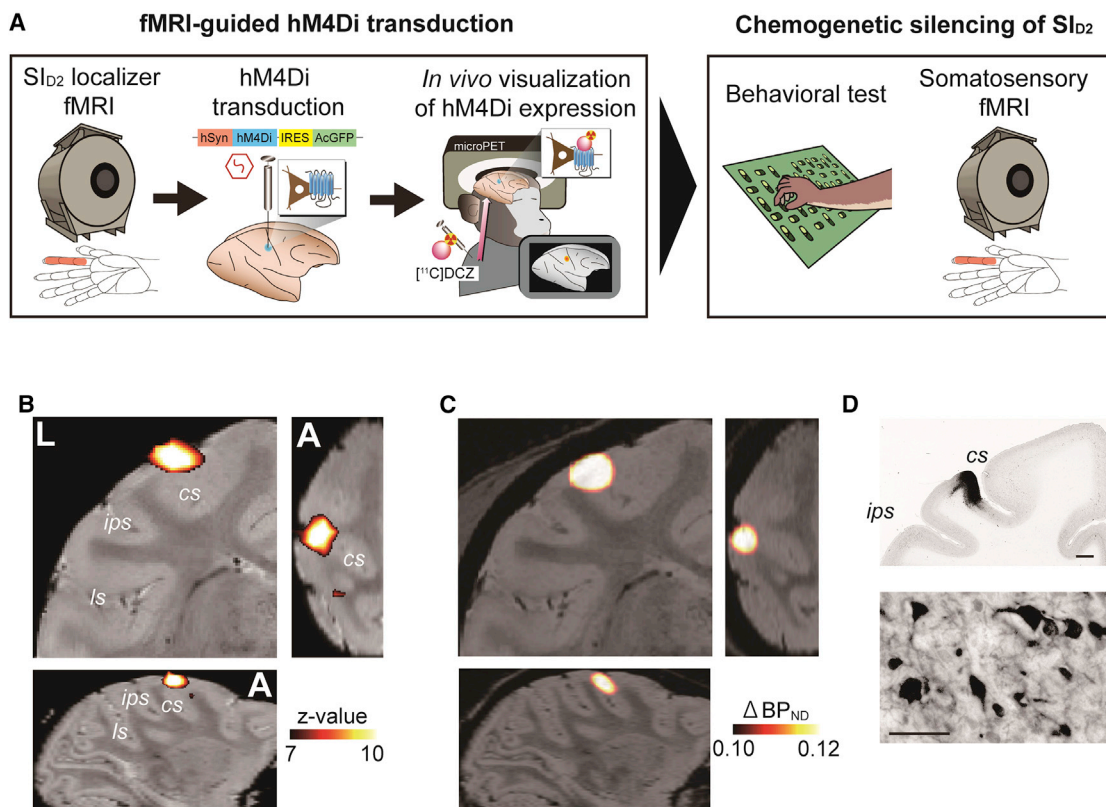 A
fMRI-guided hM4Di transduction
Chemogenetic silencing of SID2
SID2 localizer
fMRI
hM4Di
transduction
In vivo visualization
of hM4Di expression
Behavioral test
Somatosensory
fMRI
hSyn hM4Di IRES AcGFP
microPET
[11C]DCZ
B
L
cs
ips
ls
A
cs
A
ips
cs
ls
z-value
7 10
C
Δ BPND
0.10 0.12
D
cs
ips